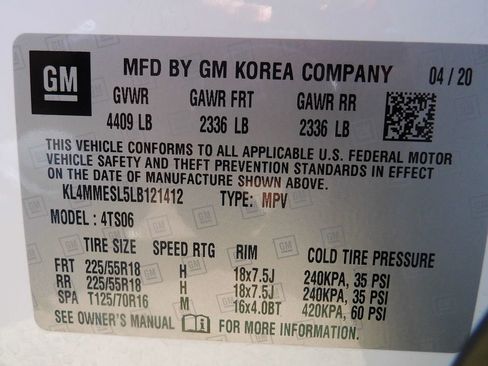 GM MFD BY GM KOREA COMPANY 04 / 20
GVWR GAWR FRT GAWR RR
4409 LB 2336 LB 2336 LB
THIS VEHICLE CONFORMS TO ALL APPLICABLE U.S. FEDERAL MOTOR
VEHICLE SAFETY AND THEFT PREVENTION STANDARDS IN EFFECT
ON THE DATE OF MANUFACTURE SHOWN ABOVE.
KL4MMESL5LB121412 TYPE: MPV
MODEL : 4TS06
TIRE SIZE SPEED RTG RIM COLD TIRE PRESSURE
FRT 225/55R18 H 18x7.5J 240KPA, 35 PSI
RR 225/55R18 H 18x7.5J 240KPA, 35 PSI
SPA T125/70R16 M 16x4.0BT 420KPA, 60 PSI
SEE OWNER'S MANUAL FOR MORE INFORMATION